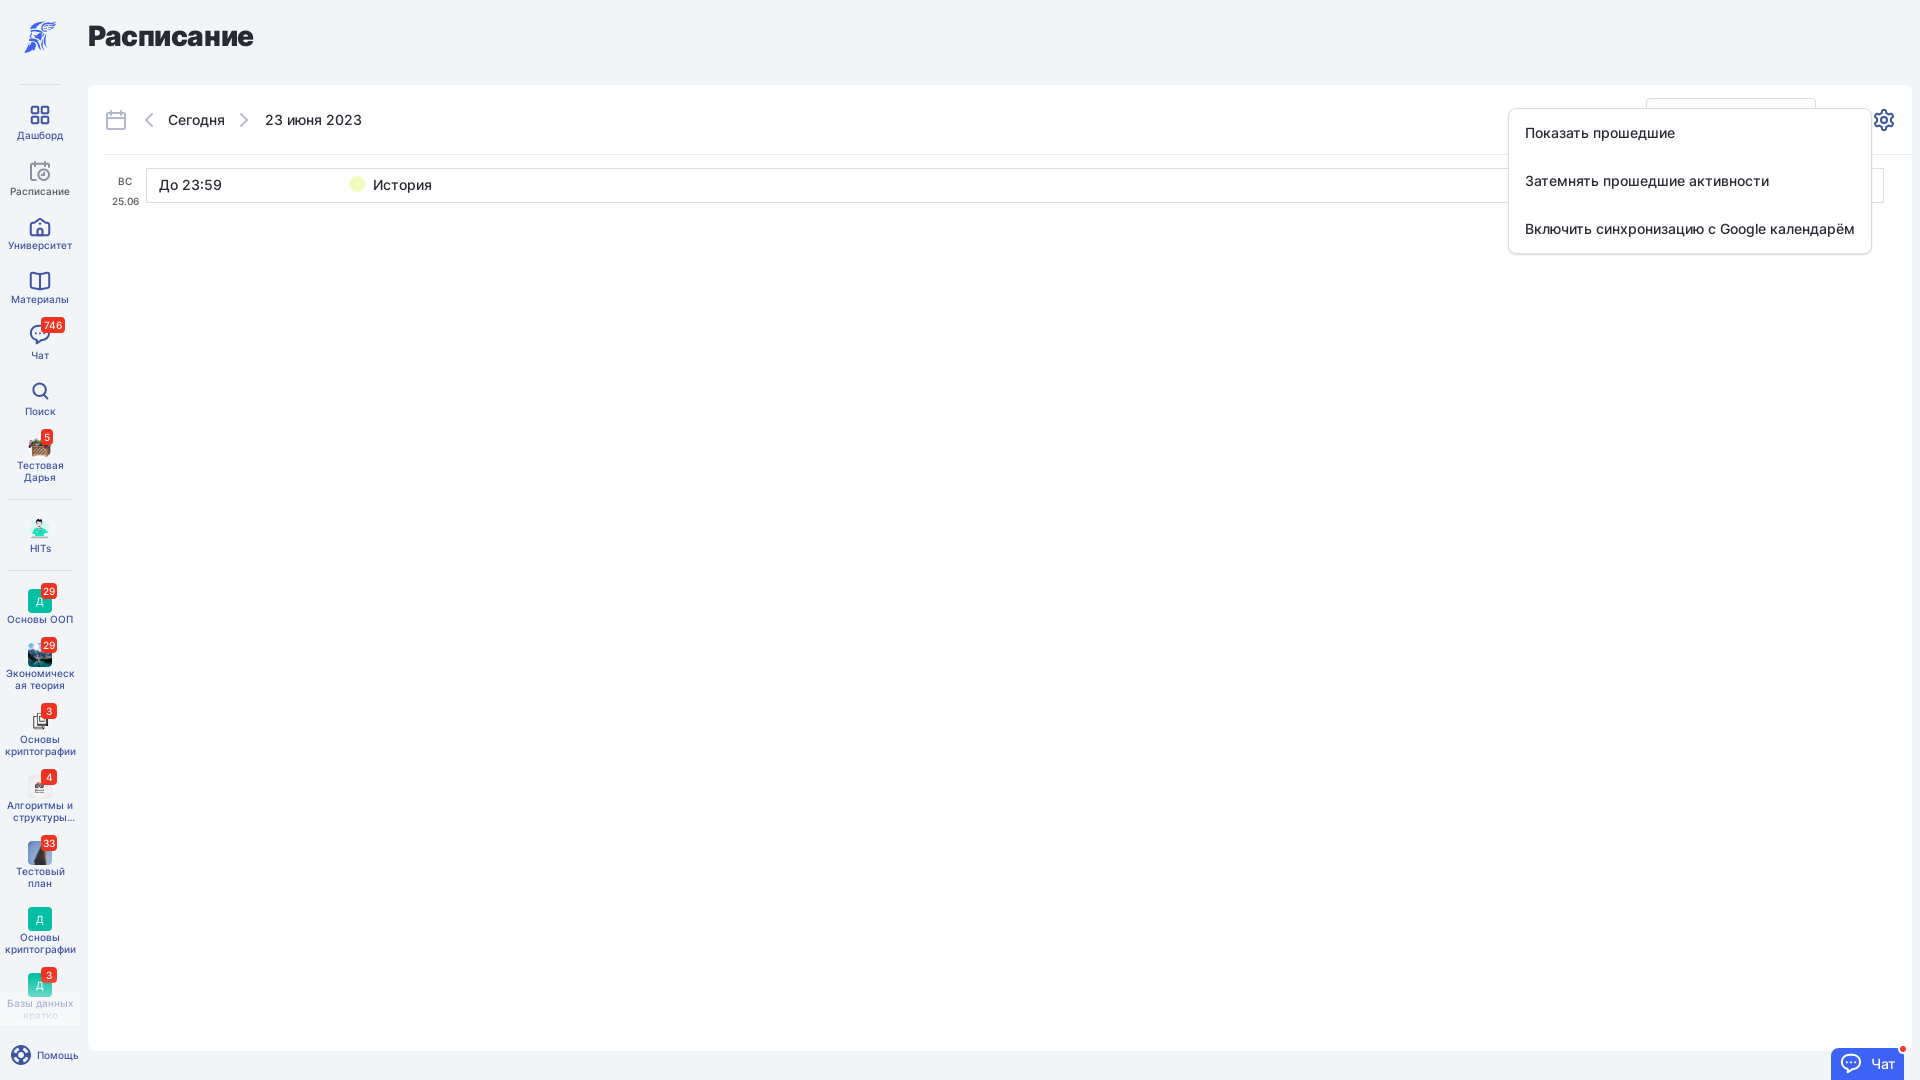 Расписание
Сегодня
23 июня 2023
Показать прошедшие
Затемнять прошедшие активности
Включить синхронизацию с Google календарём
ВС
25.06
До 23:59
История
Дашборд
Расписание
Университет
Материалы
746
Чат
Поиск
5
Тестовая
Дарья
HITs
29
Д
Основы ООП
29
Экономическ
ая теория
3
Основы
криптографии
4
Алгоритмы и
структуры...
33
Тестовый
план
Д
Основы
криптографии
3
Д
Базы данных
кратко
Помощь
Чат